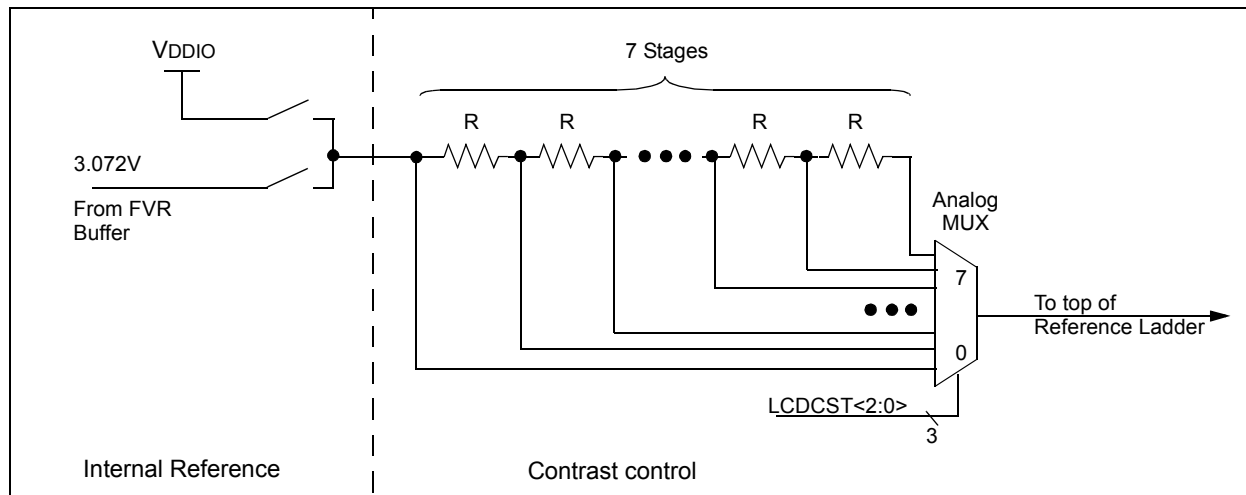 VDDIO
3.072V
From FVR
Buffer
7 Stages
R
R
R
R
Analog
MUX
7
0
To top of
Reference Ladder
LCDCST<2:0>
3
Internal Reference
Contrast control